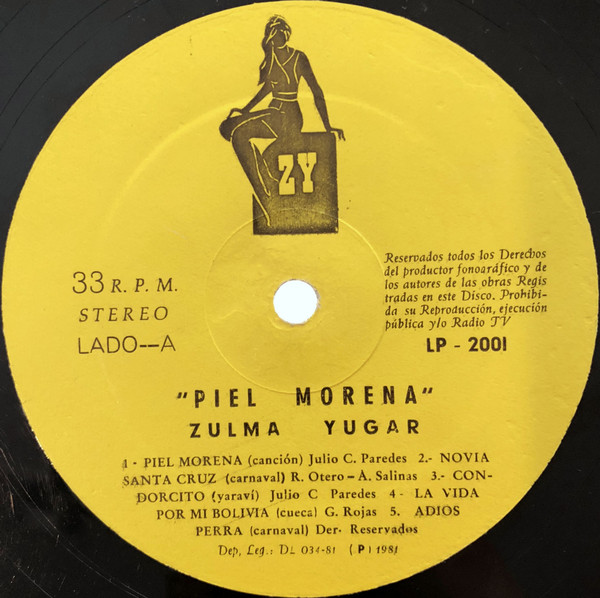 ZY
33 R. P. M.
STEREO
LADO--A
Reservados todos los Derechos
del productor fonográfico y de
los autores de las obras Regis
tradas en este Disco. Prohibi-
da su Reproducción, ejecución
pública y/o Radio TV
LP - 2001
"PIEL MORENA"
ZULMA YUGAR
1 - PIEL MORENA (canción) Julio C. Paredes 2.- NOVIA
SANTA CRUZ (carnaval) R. Otero - A. Salinas 3.- CON-
DORCITO (yaraví) Julio C Paredes 4 - LA VIDA
POR MI BOLIVIA (cueca) G. Rojas 5. ADIOS
PERRA (carnaval) Der. Reservados
Dep, Leg.: DL 034-81 ( P ) 1981